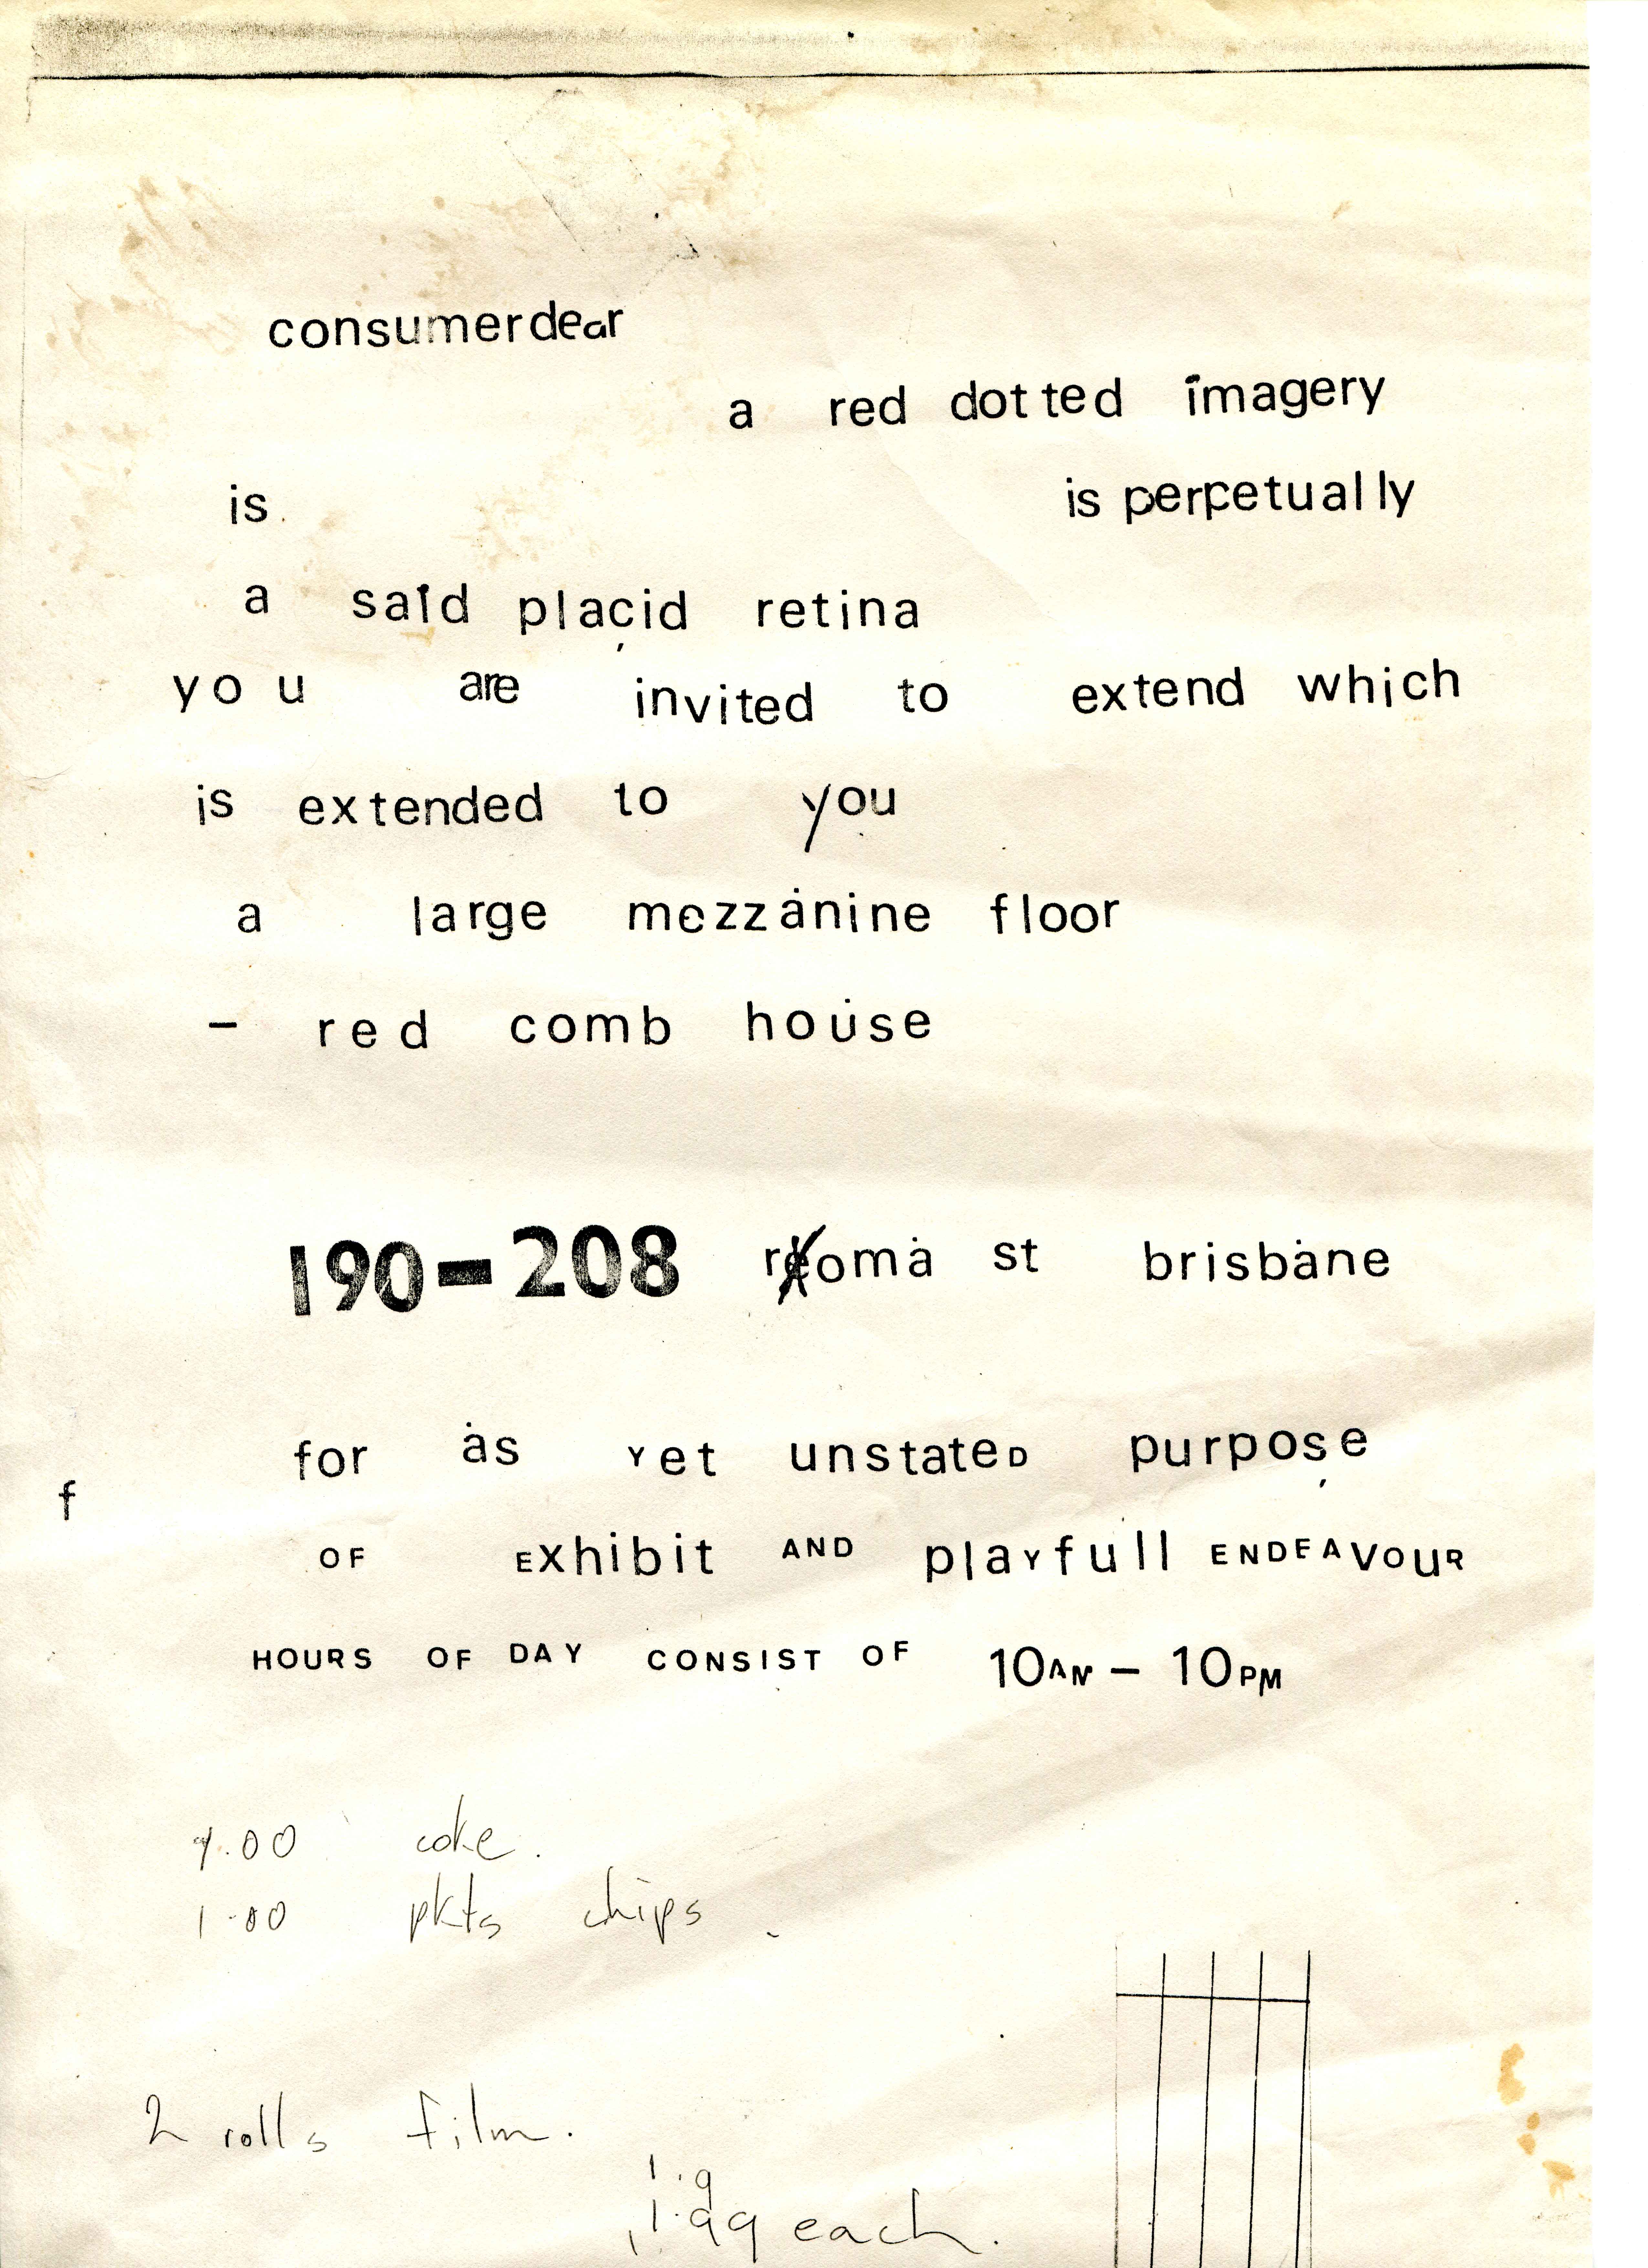 consumerdear
a red dotted imagery
is is perpetually
a said placid retina
you are invited to extend which
is extended to you
a large mezzanine floor
- red comb house
190-208 roma st brisbane
for as Yet unstateD purpose
f
OF Exhibit AND plaYfull ENDEAVOuR
HOURS OF DAY CONSIST OF 10AM – 10PM
.00 coke.
1.00 pkts chips
2 rolls film.
1.9
1.99 each.